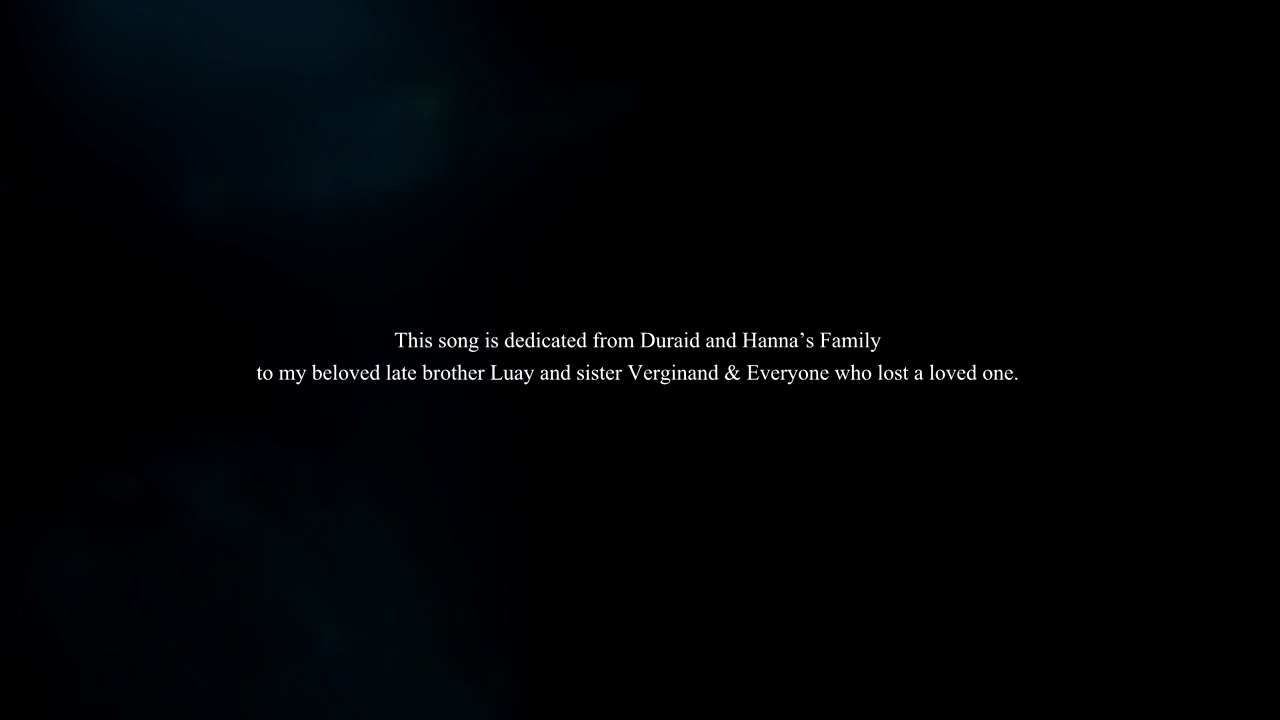 This song is dedicated from Duraid and Hanna’s Family
to my beloved late brother Luay and sister Verginand & Everyone who lost a loved one.